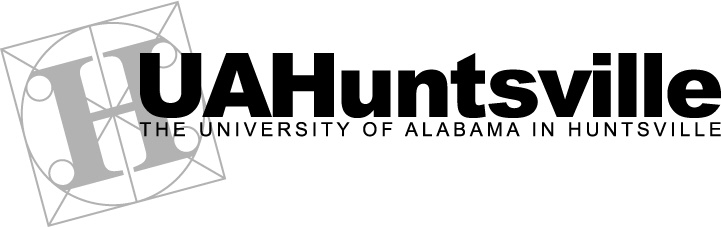 H
UAHuntsville
THE UNIVERSITY OF ALABAMA IN HUNTSVILLE